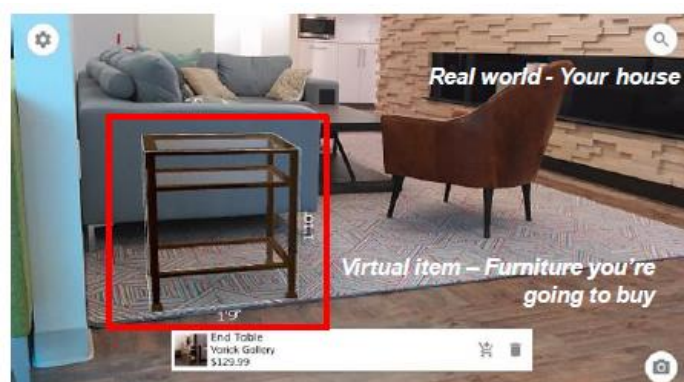 Real world - Your house
Virtual item – Furniture you're
going to buy
1'9"
End Table
Varick Gallery
$129.99